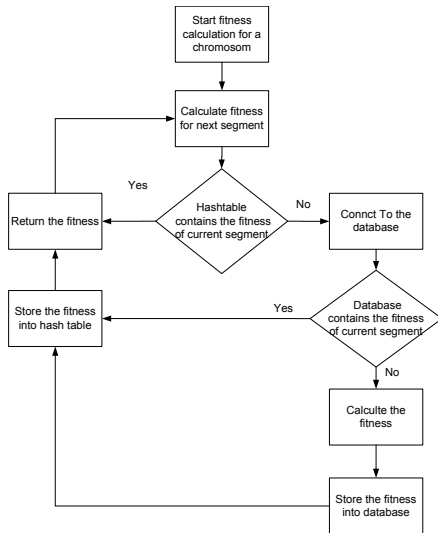 Start fitness
calculation for a
chromosom
Calculate fitness
for next segment
Yes
Hashtable
contains the fitness
of current segment
No
Return the fitness
Connct To the
database
Store the fitness
into hash table
Yes
Database
contains the fitness
of current segment
No
Calculte the
fitness
Store the fitness
into database